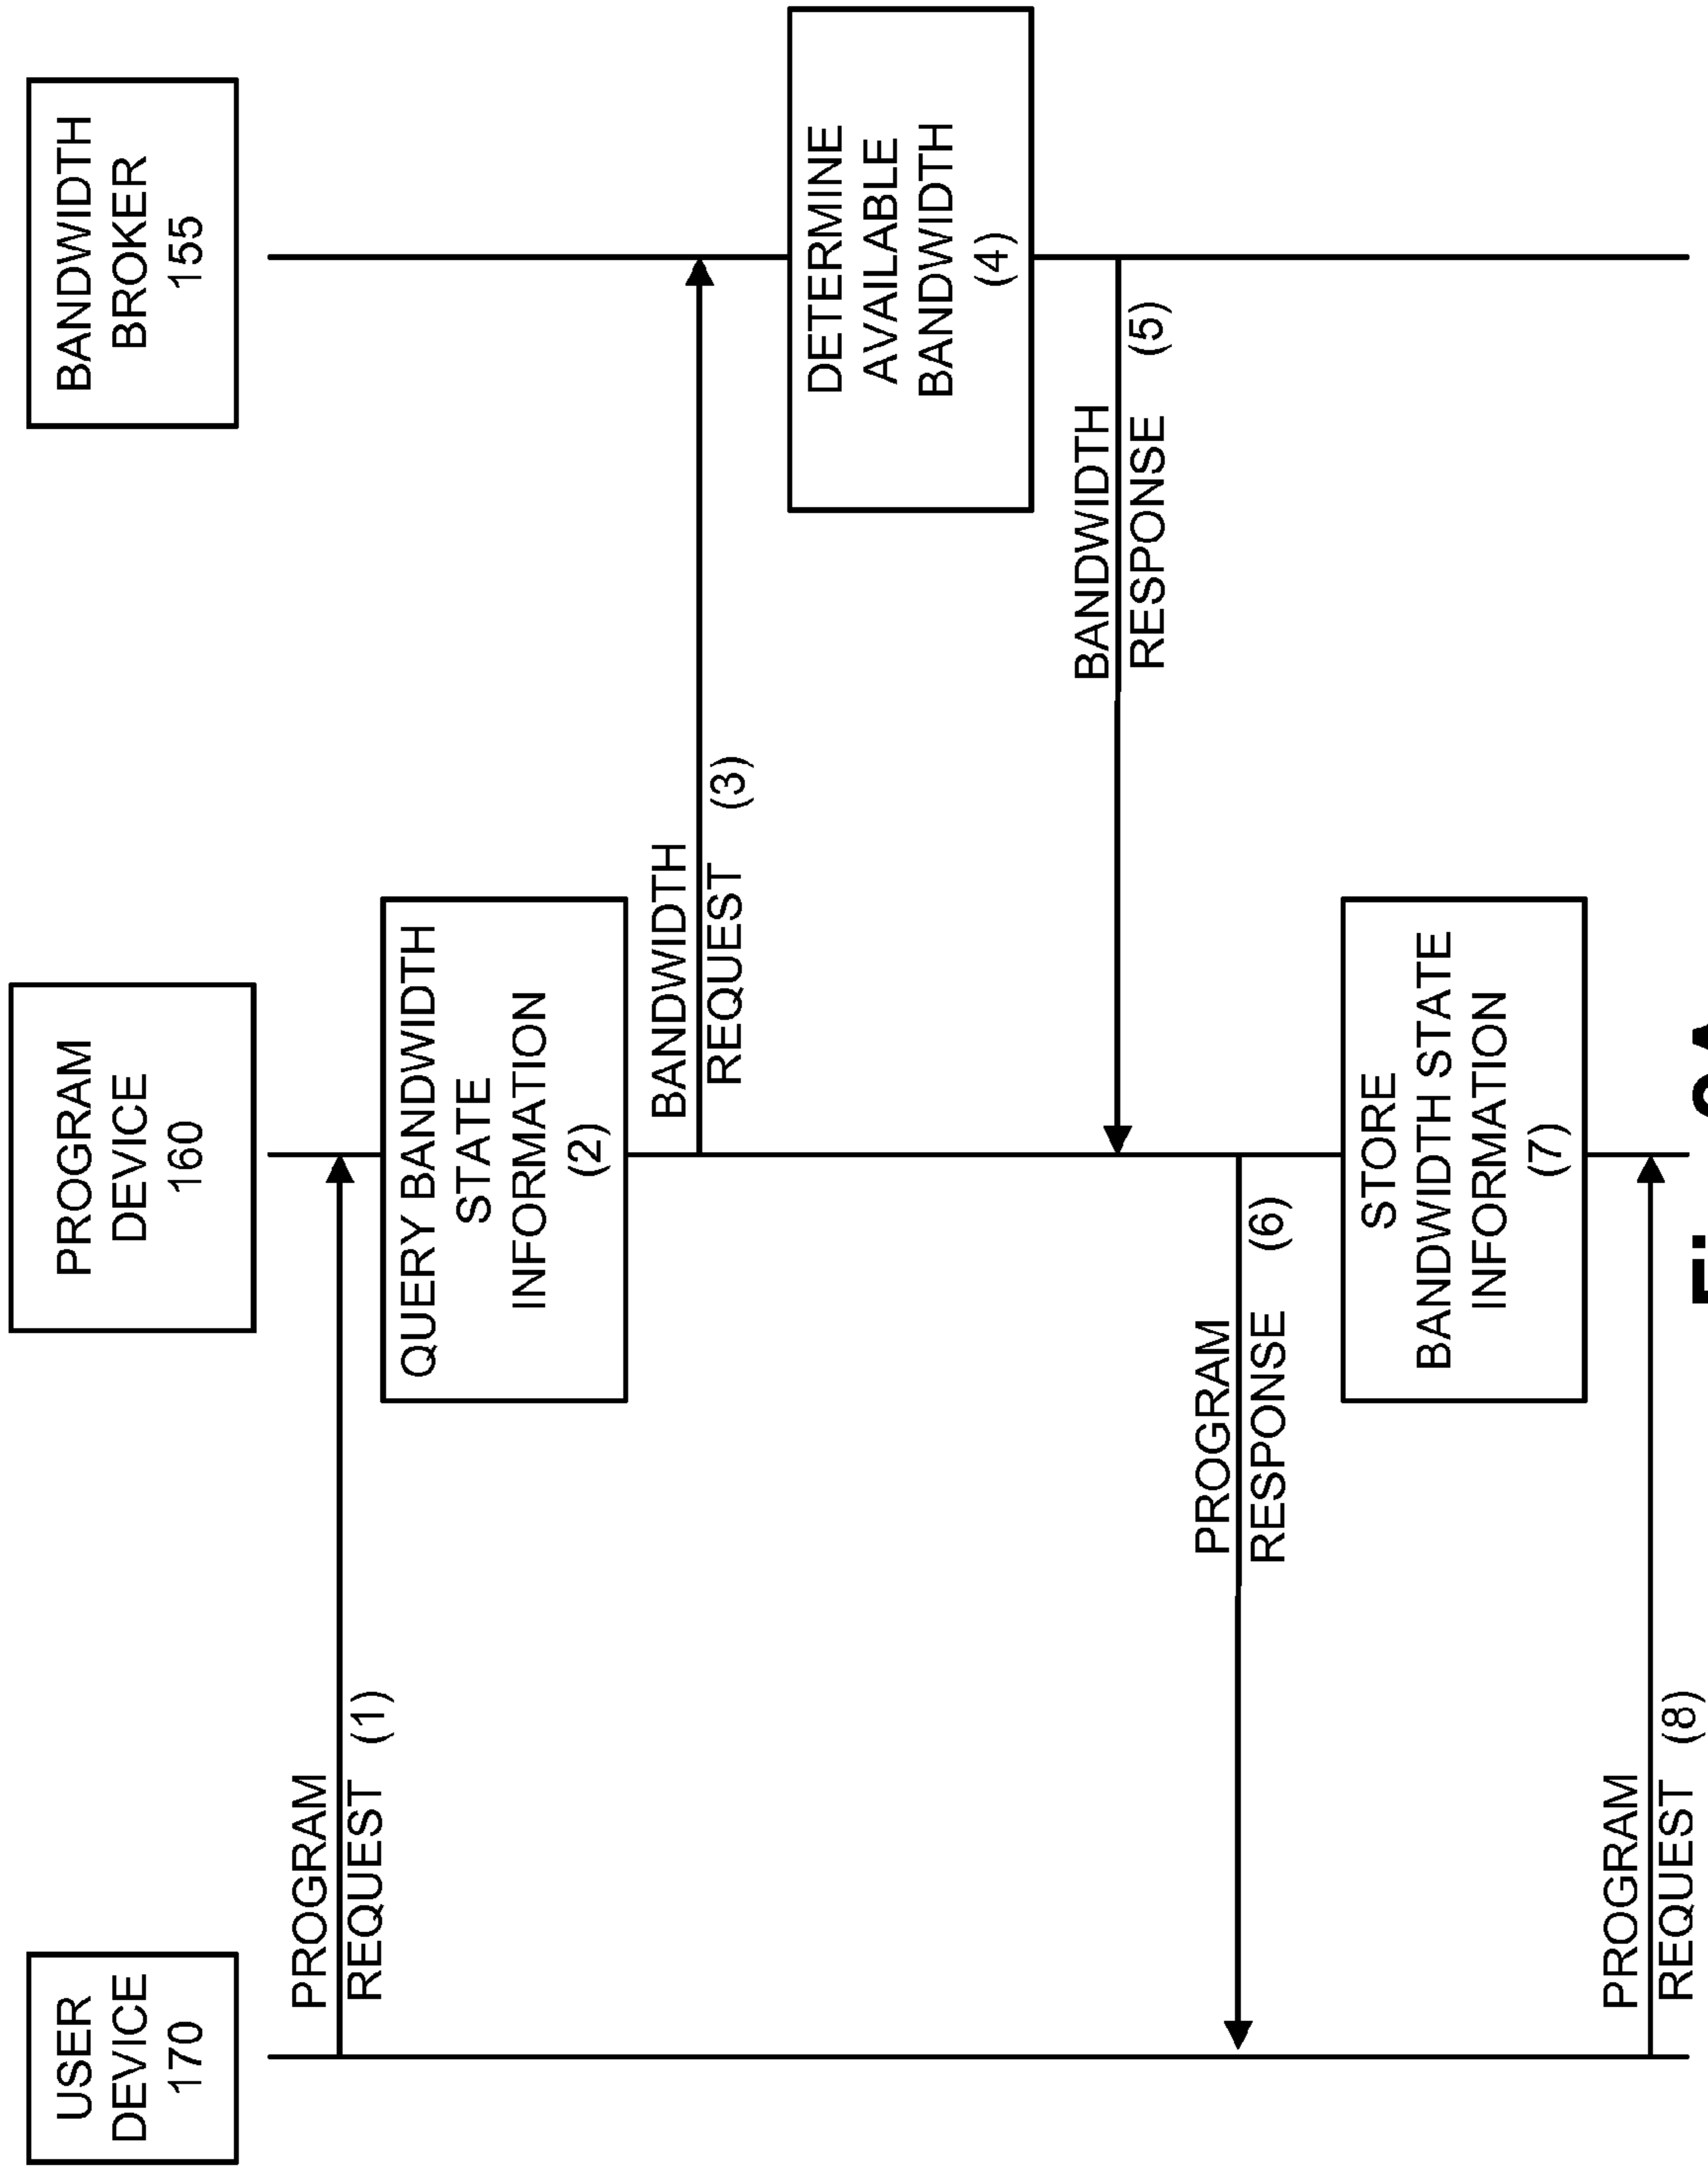 USER
DEVICE
170
PROGRAM
DEVICE
160
BANDWIDTH
BROKER
155
PROGRAM
REQUEST (1)
QUERY BANDWIDTH
STATE
INFORMATION
(2)
BANDWIDTH
REQUEST (3)
DETERMINE
AVAILABLE
BANDWIDTH
(4)
BANDWIDTH
RESPONSE (5)
PROGRAM
RESPONSE (6)
STORE
BANDWIDTH STATE
INFORMATION
(7)
PROGRAM
REQUEST (8)